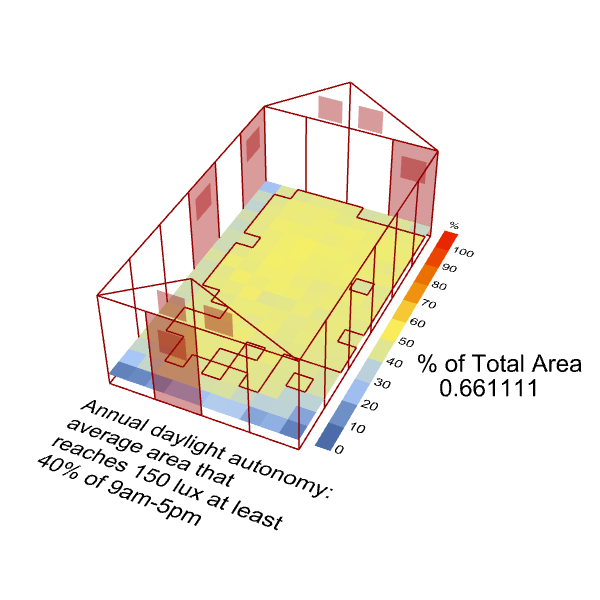 %
100
90
80
70
60
50
40
30
20
10
0
% of Total Area
0.661111
Annual daylight autonomy:
average area that
reaches 150 lux at least
40% of 9am-5pm